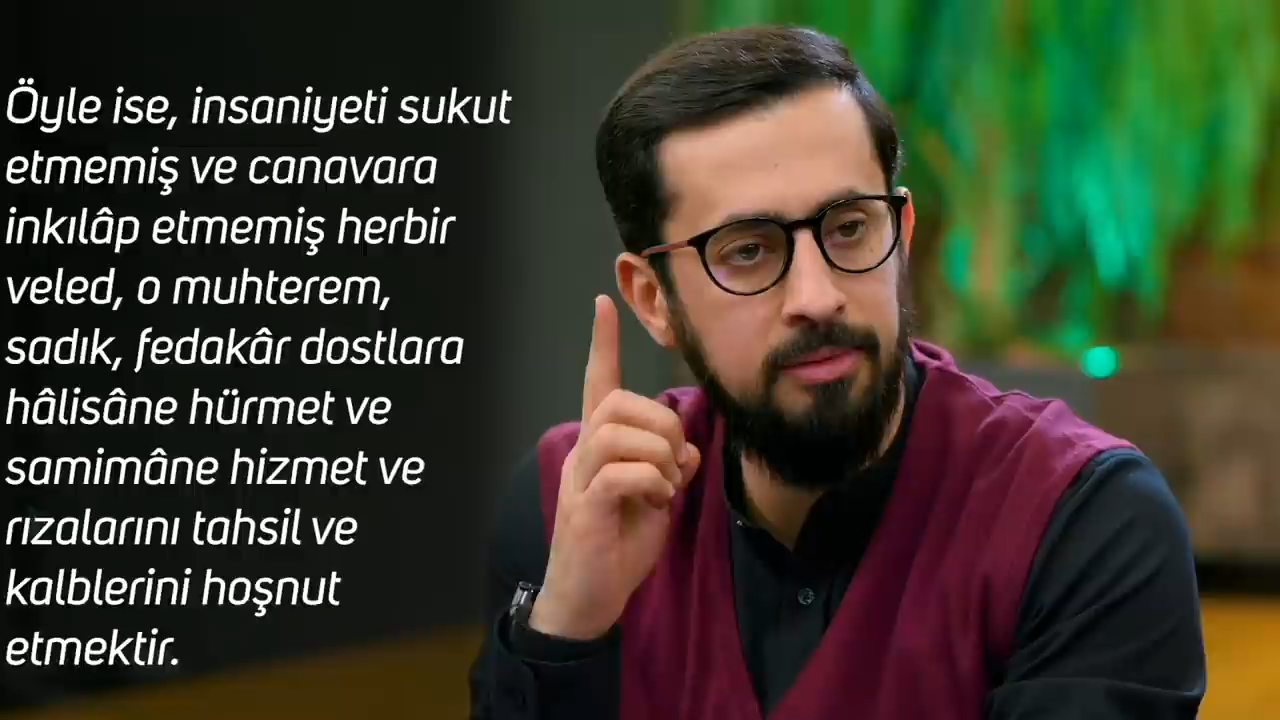 Öyle ise, insaniyeti sukut
etmemiş ve canavara
inkılâp etmemiş herbir
veled, o muhterem,
sadık, fedakâr dostlara
hâlisâne hürmet ve
samimâne hizmet ve
rızalarını tahsil ve
kalblerini hoşnut
etmektir.